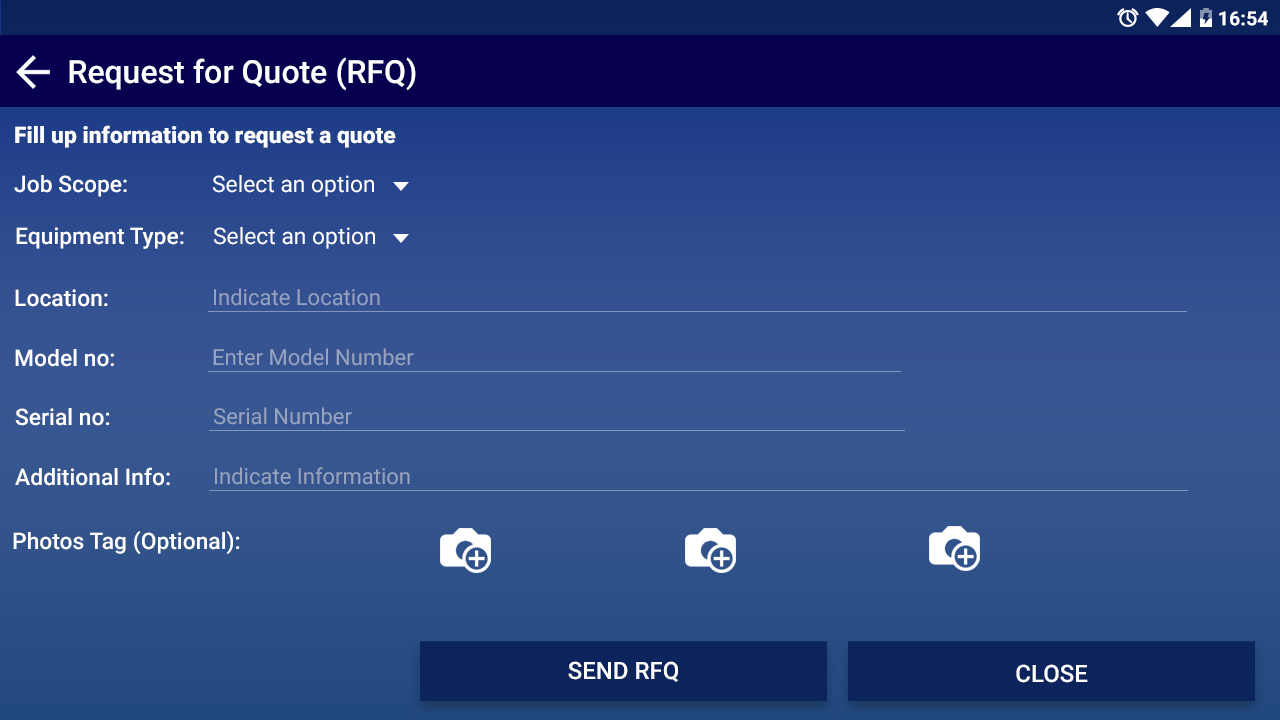 16:54
Request for Quote (RFQ)
Fill up information to request a quote
Job Scope: Select an option
Equipment Type: Select an option
Location: Indicate Location
Model no: Enter Model Number
Serial no: Serial Number
Additional Info: Indicate Information
Photos Tag (Optional):
SEND RFQ CLOSE